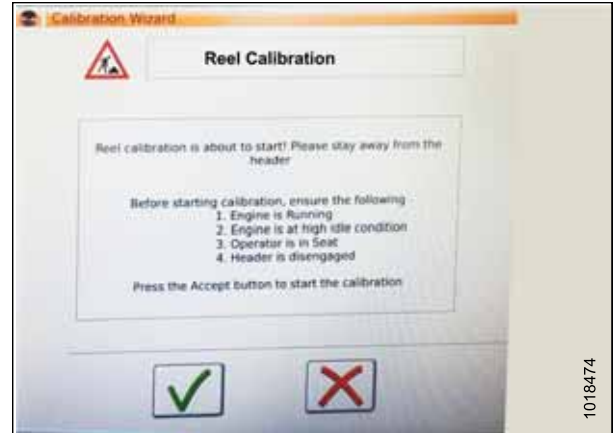 Calibration Wizard
Reel Calibration
Reel calibration is about to start! Please stay away from the
header
Before starting calibration, ensure the following
1. Engine is Running
2. Engine is at high idle condition
3. Operator is in Seat
4. Header is disengaged
Press the Accept button to start the calibration
1018474